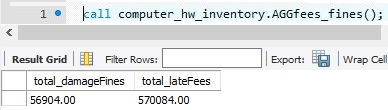 1 call computer_hw_inventory.AGGfees_fines();
Result Grid Filter Rows: Export: Wrap Cell
total_damageFines total_lateFees
56904.00 570084.00